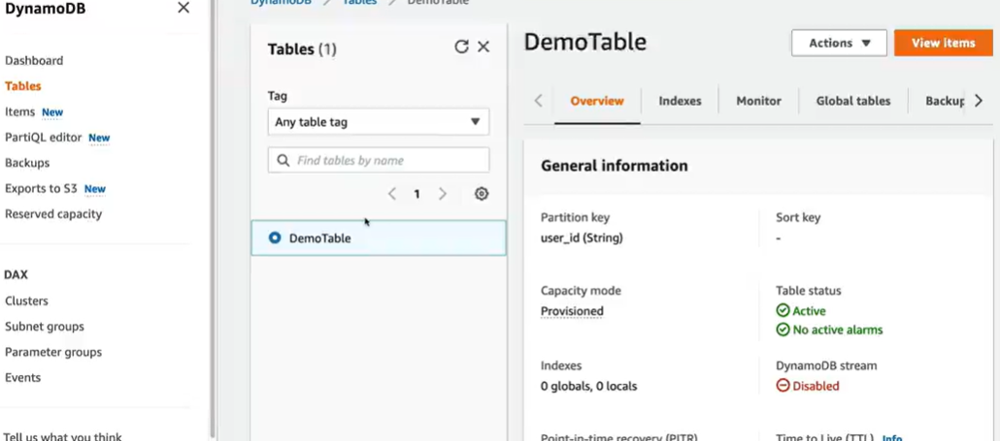 DynamoDB
Dashboard
Tables
Items New
PartiQL editor New
Backups
Exports to S3 New
Reserved capacity
DAX
Clusters
Subnet groups
Parameter groups
Events
Tell us what you think
DynamoDB > Tables > DemoTable
Tables (1)
Tag
Any table tag
Find tables by name
1
DemoTable
DemoTable
Actions
View items
Overview
Indexes
Monitor
Global tables
Backup
General information
Partition key
user_id (String)
Sort key
-
Capacity mode
Provisioned
Table status
Active
No active alarms
Indexes
0 globals, 0 locals
DynamoDB stream
Disabled
Point-in-time recovery (PITR)
Time to Live (TTL) Info